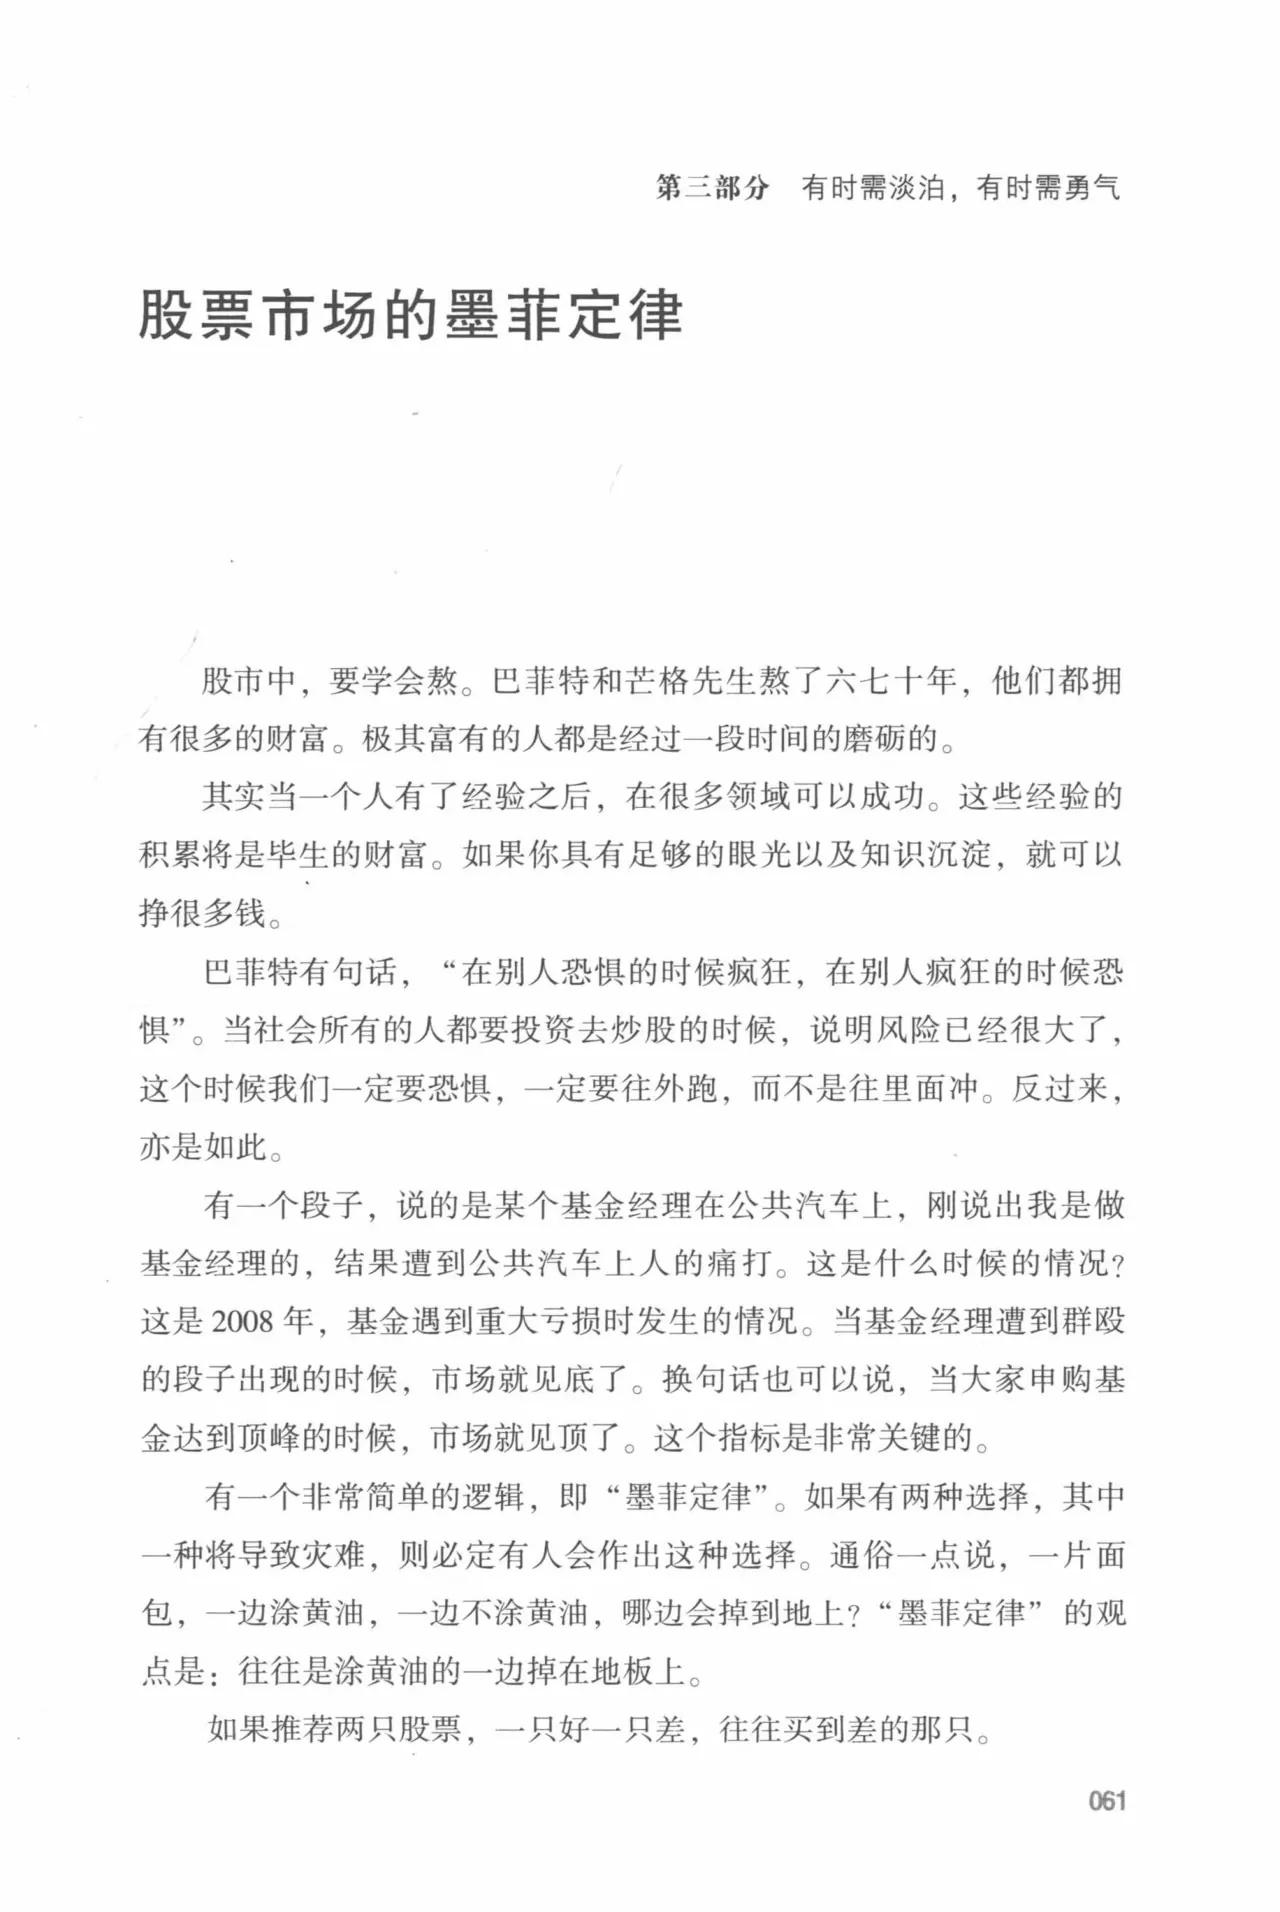 第三部分 有时需淡泊，有时需勇气
股票市场的墨菲定律
股市中，要学会熬。巴菲特和芒格先生熬了六七十年，他们都拥
有很多的财富。极其富有的人都是经过一段时间的磨砺的。
其实当一个人有了经验之后，在很多领域可以成功。这些经验的
积累将是毕生的财富。如果你具有足够的眼光以及知识沉淀，就可以
挣很多钱。
巴菲特有句话，“在别人恐惧的时候疯狂，在别人疯狂的时候恐
惧”。当社会所有的人都要投资去炒股的时候，说明风险已经很大了，
这个时候我们一定要恐惧，一定要往外跑，而不是往里面冲。反过来，
亦是如此。
有一个段子，说的是某个基金经理在公共汽车上，刚说出我是做
基金经理的，结果遭到公共汽车上人的痛打。这是什么时候的情况？
这是 2008 年，基金遇到重大亏损时发生的情况。当基金经理遭到群殴
的段子出现的时候，市场就见底了。换句话也可以说，当大家申购基
金达到顶峰的时候，市场就见顶了。这个指标是非常关键的。
有一个非常简单的逻辑，即“墨菲定律”。如果有两种选择，其中
一种将导致灾难，则必定有人会作出这种选择。通俗一点说，一片面
包，一边涂黄油，一边不涂黄油，哪边会掉到地上？“墨菲定律”的观
点是：往往是涂黄油的一边掉在地板上。
如果推荐两只股票，一只好一只差，往往买到差的那只。
061